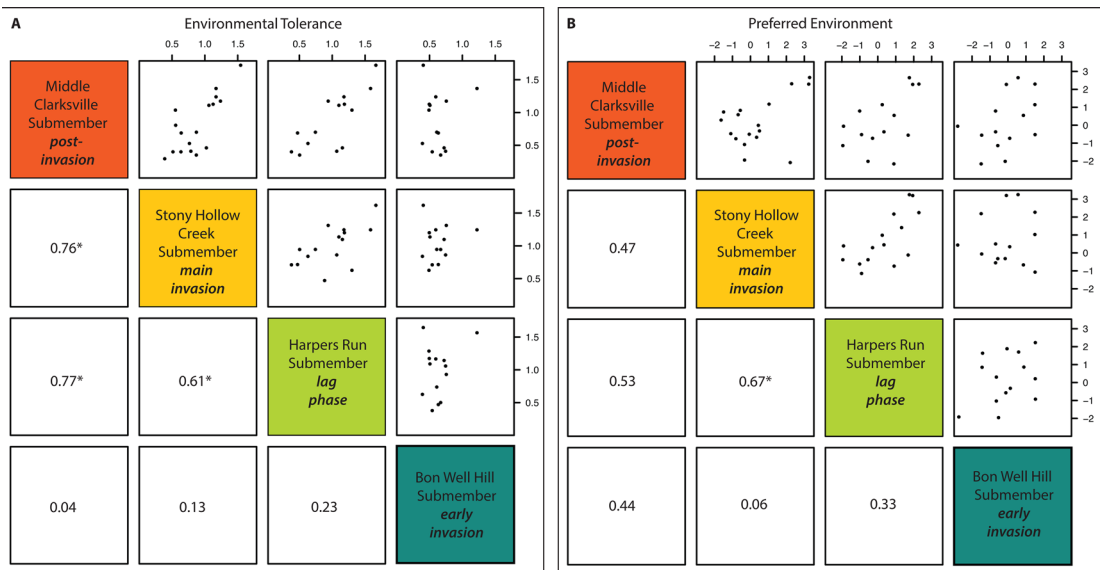 A
Environmental Tolerance
0.5 1.0 1.5 0.5 1.0 1.5 0.5 1.0 1.5
Middle
Clarksville
Submember
post-
invasion
1.5
1.0
0.5
0.76*
Stony Hollow
Creek
Submember
main
invasion
1.5
1.0
0.5
0.77*
0.61*
Harpers Run
Submember
lag
phase
1.5
1.0
0.5
0.04
0.13
0.23
Bon Well Hill
Submember
early
invasion
B
Preferred Environment
−2 −1 0 1 2 3 −2 −1 0 1 2 3 −2 −1 0 1 2 3
Middle
Clarksville
Submember
post-
invasion
3
2
1
0
−1
−2
0.47
Stony Hollow
Creek
Submember
main
invasion
3
2
1
0
−1
−2
0.53
0.67*
Harpers Run
Submember
lag
phase
3
2
1
0
−1
−2
0.44
0.06
0.33
Bon Well Hill
Submember
early
invasion